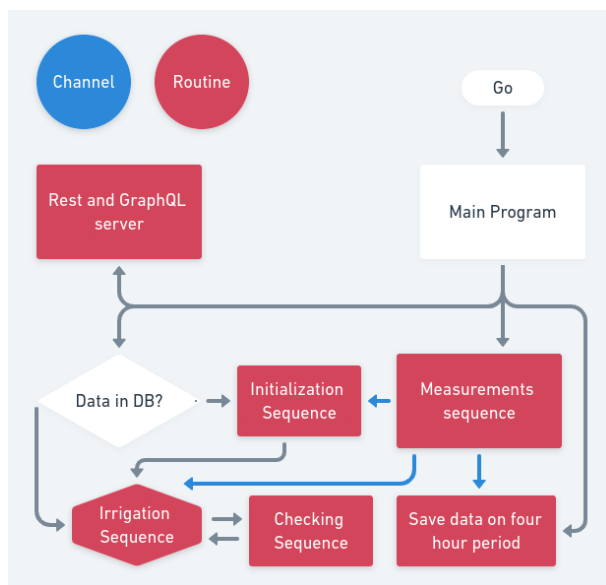 Channel
Routine
Go
Rest and GraphQL
server
Main Program
Data in DB?
Initialization
Sequence
Measurements
sequence
Irrigation
Sequence
Checking
Sequence
Save data on four
hour period